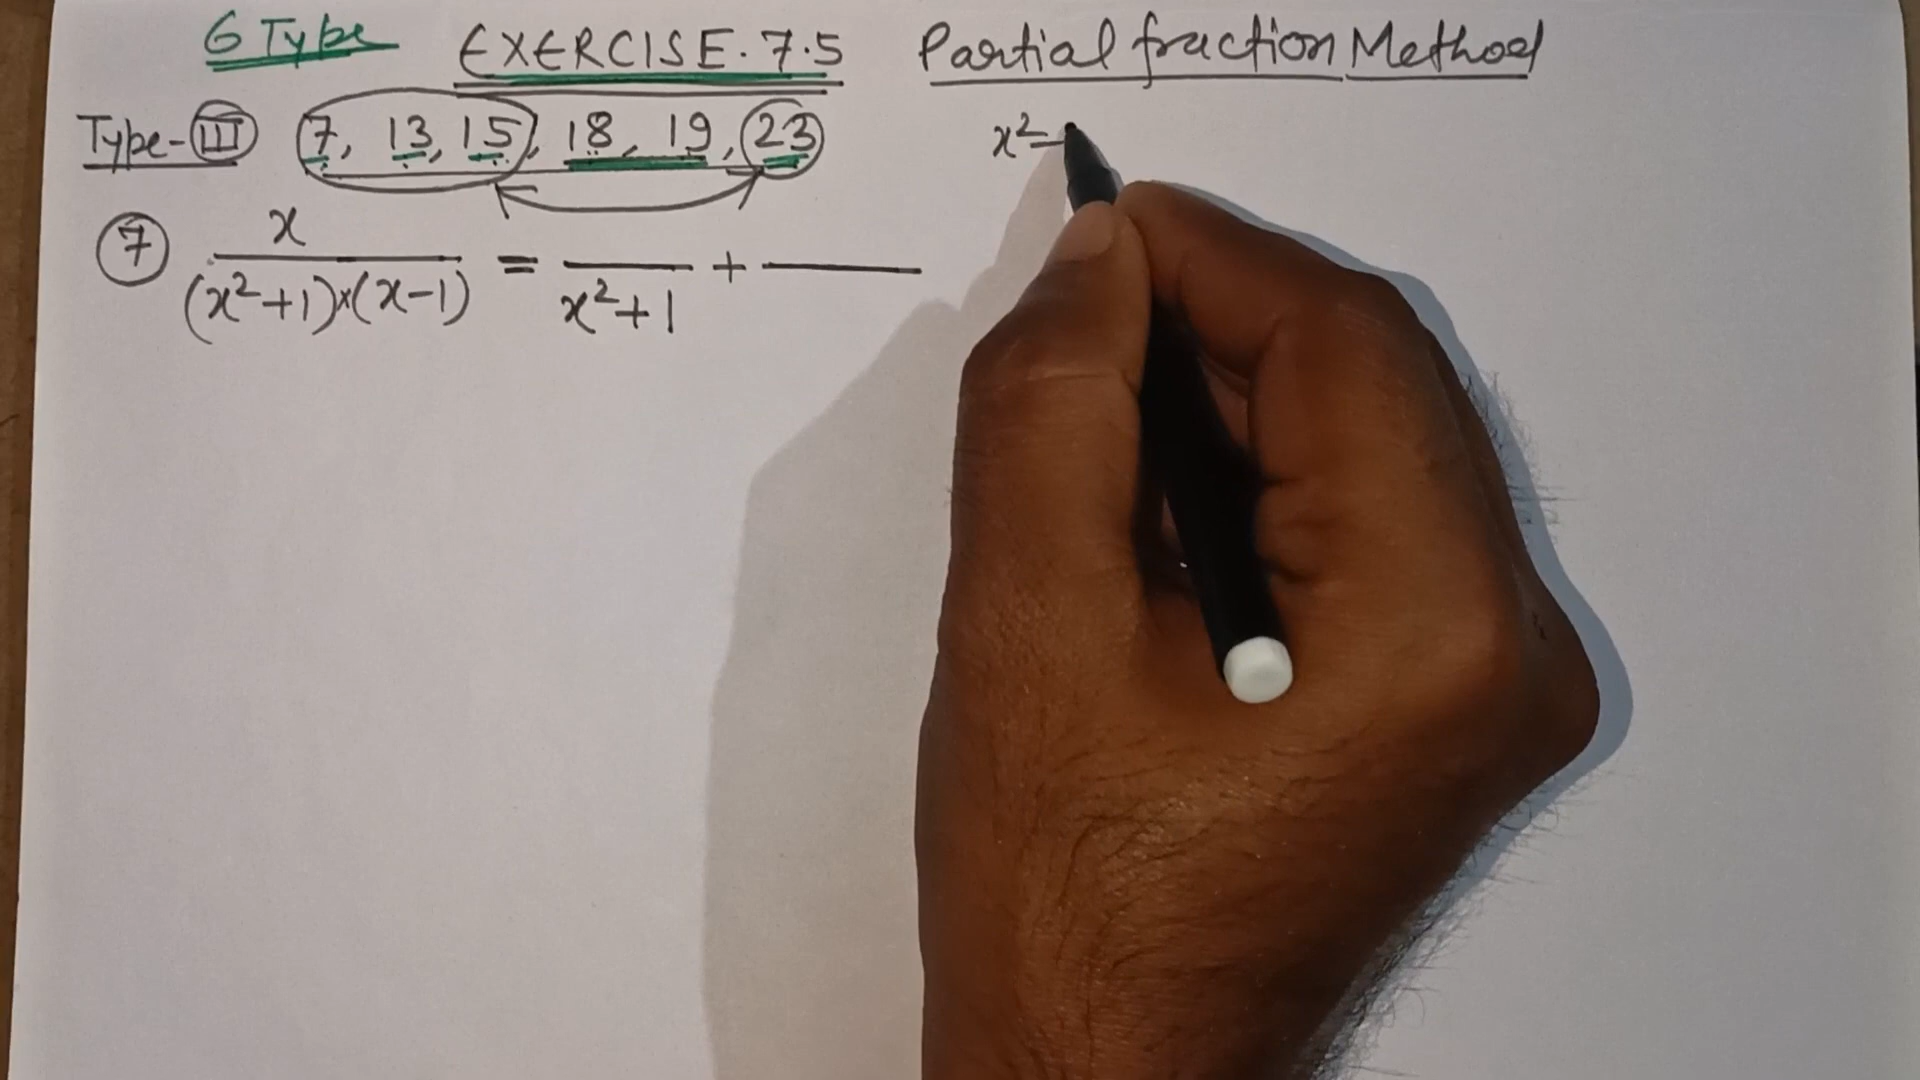 6 Type EXERCISE. 7.5 Partial fraction Method
Type-III 7, 13, 15, 18, 19, 23
x² –
7 x/(x²+1)×(x-1) = —/x²+1 + —